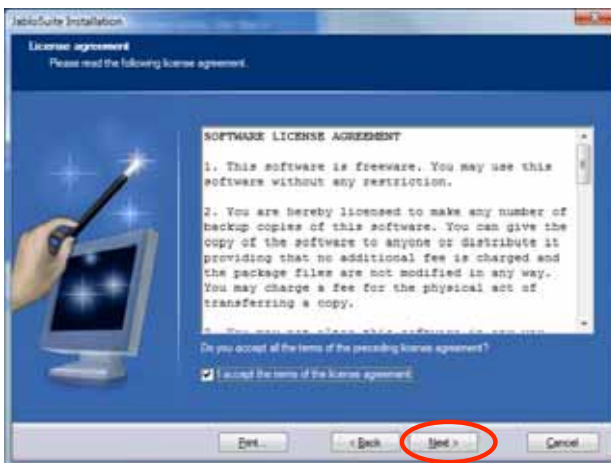 JabloSuite Installation
License agreement
Please read the following license agreement.
SOFTWARE LICENSE AGREEMENT
1. This software is freeware. You may use this
software without any restriction.
2. You are hereby licensed to make any number of
backup copies of this software. You can give the
copy of the software to anyone or distribute it
providing that no additional fee is charged and
the package files are not modified in any way.
You may charge a fee for the physical act of
transferring a copy.
Do you accept all the terms of the preceding license agreement?
I accept the terms of the license agreement
Print... < Back Next > Cancel